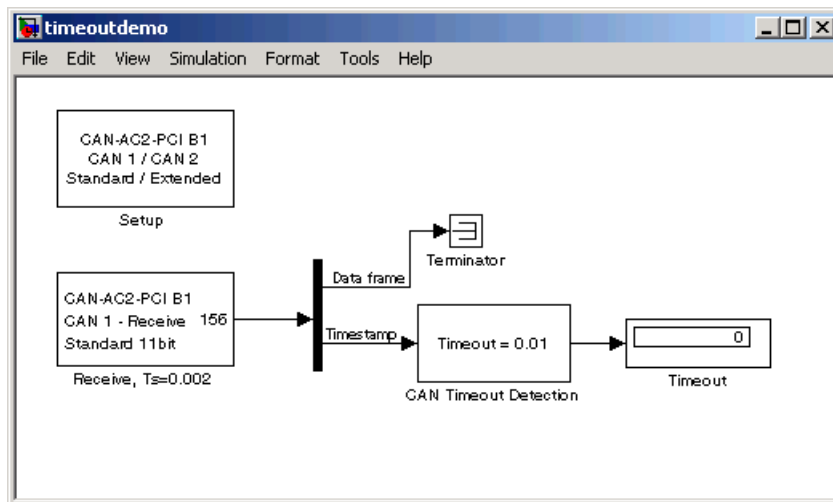 timeoutdemo
File Edit View Simulation Format Tools Help
CAN-AC2-PCI B1
CAN 1 / CAN 2
Standard / Extended
Setup
Terminator
Data frame
CAN-AC2-PCI B1
CAN 1 - Receive 156
Standard 11bit
Receive, Ts=0.002
Timestamp
Timeout = 0.01
CAN Timeout Detection
0
Timeout